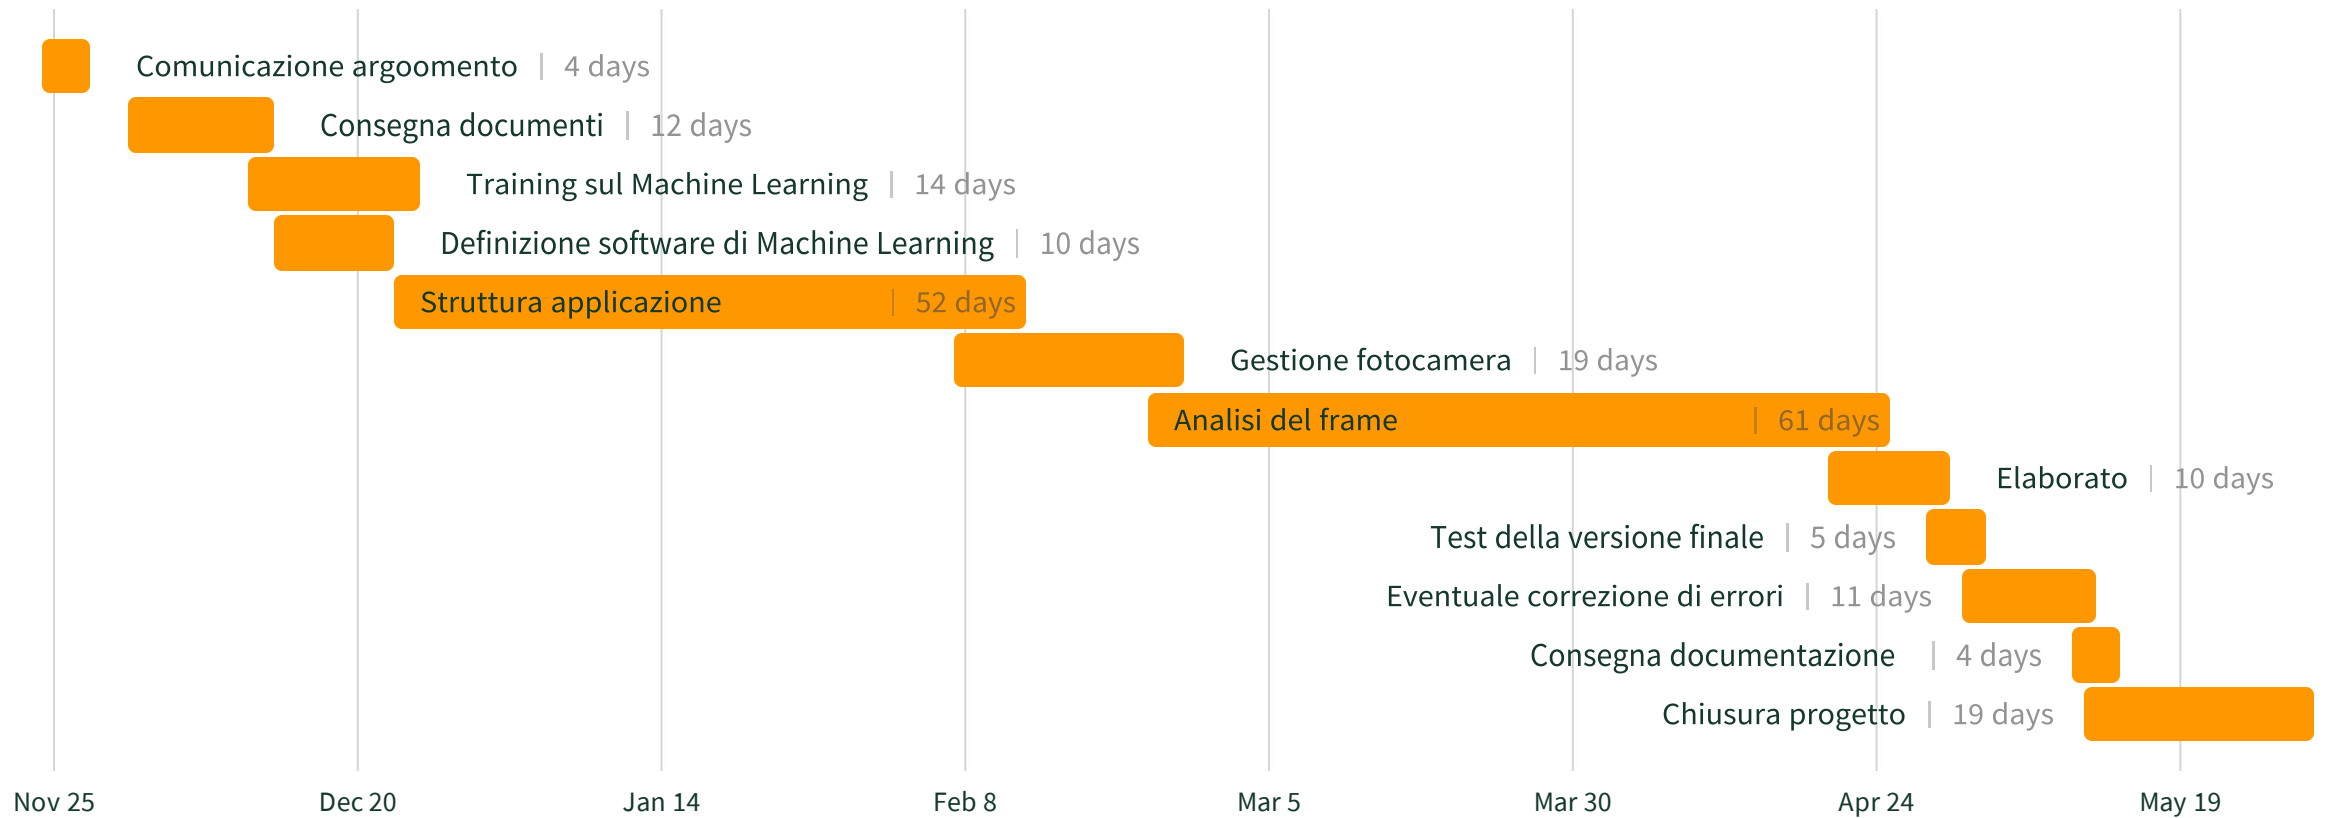 Comunicazione argoomento | 4 days
Consegna documenti | 12 days
Training sul Machine Learning | 14 days
Definizione software di Machine Learning | 10 days
Struttura applicazione | 52 days
Gestione fotocamera | 19 days
Analisi del frame | 61 days
Elaborato | 10 days
Test della versione finale | 5 days
Eventuale correzione di errori | 11 days
Consegna documentazione | 4 days
Chiusura progetto | 19 days
Nov 25 Dec 20 Jan 14 Feb 8 Mar 5 Mar 30 Apr 24 May 19